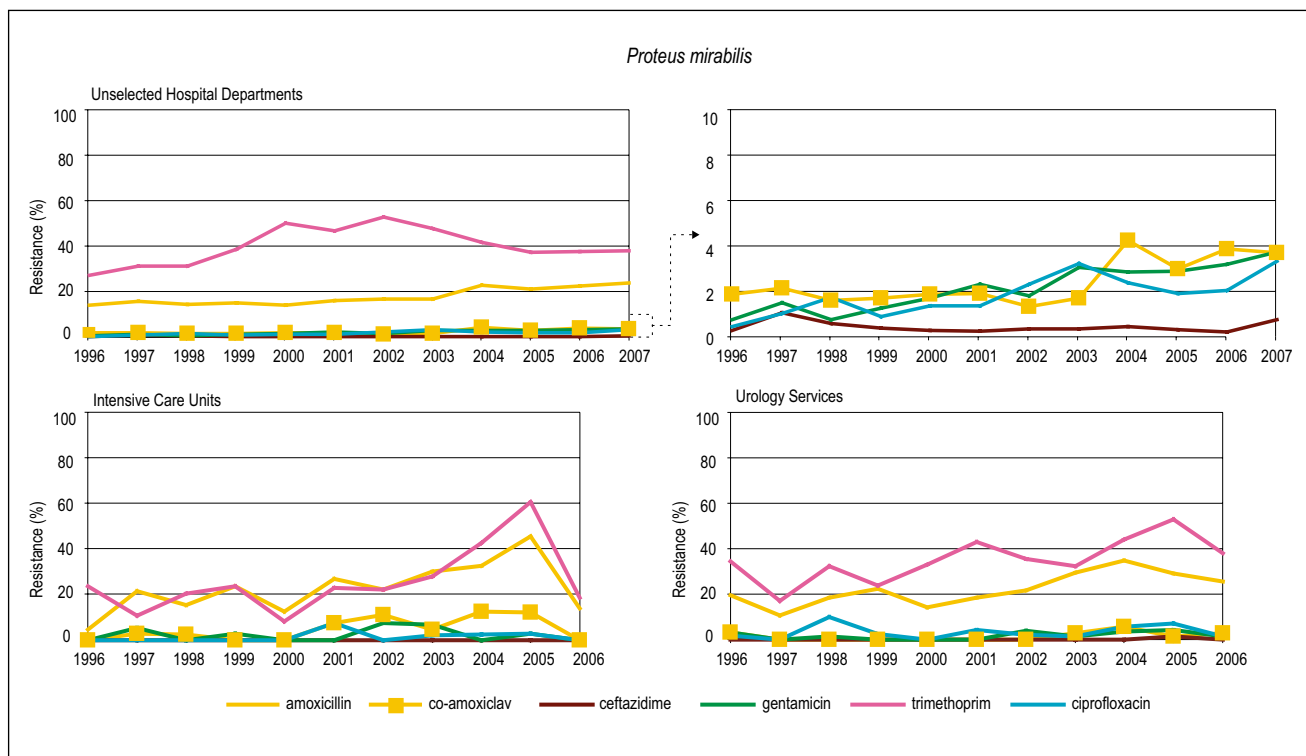 Proteus mirabilis
Unselected Hospital Departments
Resistance (%)
100
80
60
40
20
0
1996 1997 1998 1999 2000 2001 2002 2003 2004 2005 2006 2007
10
8
6
4
2
0
1996 1997 1998 1999 2000 2001 2002 2003 2004 2005 2006 2007
Intensive Care Units
Resistance (%)
100
80
60
40
20
0
1996 1997 1998 1999 2000 2001 2002 2003 2004 2005 2006
Urology Services
Resistance (%)
100
80
60
40
20
0
1996 1997 1998 1999 2000 2001 2002 2003 2004 2005 2006
amoxicillin co-amoxiclav ceftazidime gentamicin trimethoprim ciprofloxacin